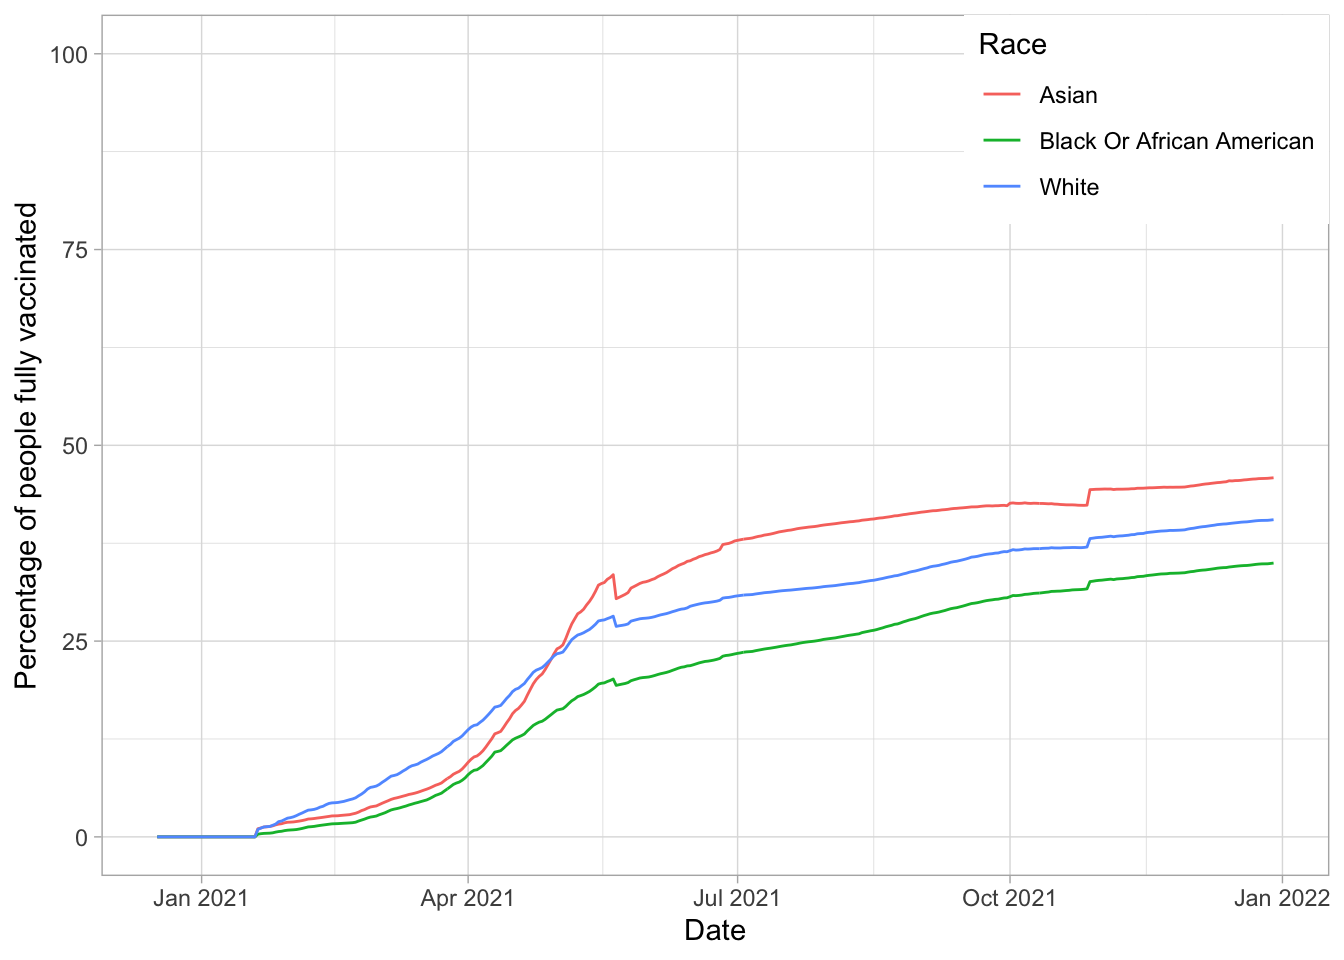 Race
Asian
Black Or African American
White
Percentage of people fully vaccinated
100
75
50
25
0
Jan 2021
Apr 2021
Jul 2021
Oct 2021
Jan 2022
Date